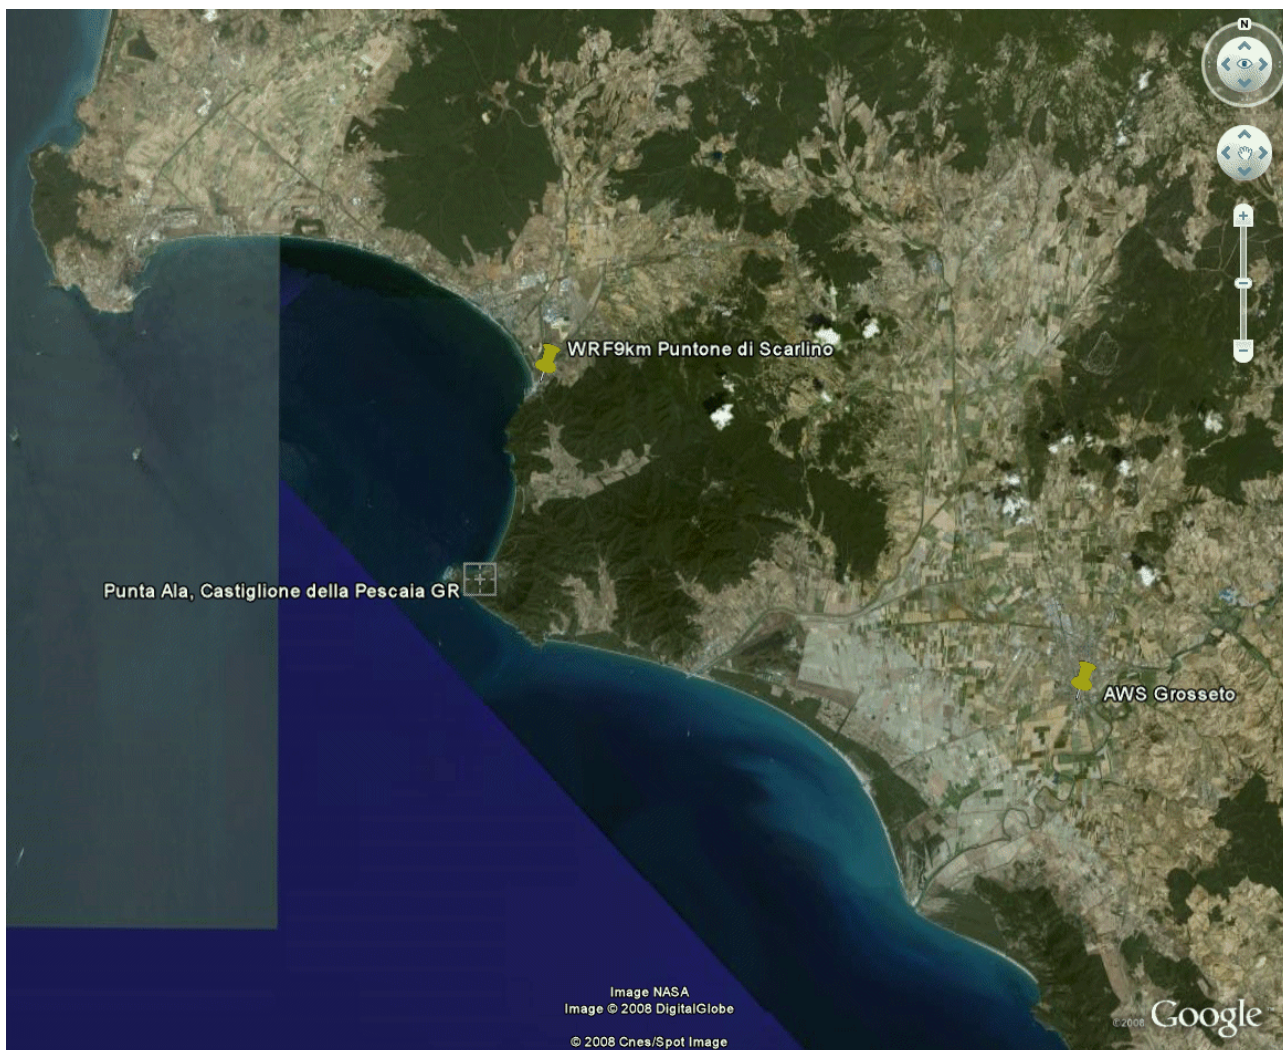 N
WRF9km Puntone di Scarlino
Punta Ala, Castiglione della Pescaia GR
AWS Grosseto
Image NASA
Image © 2008 DigitalGlobe
© 2008 Cnes/Spot Image
©2008 Google